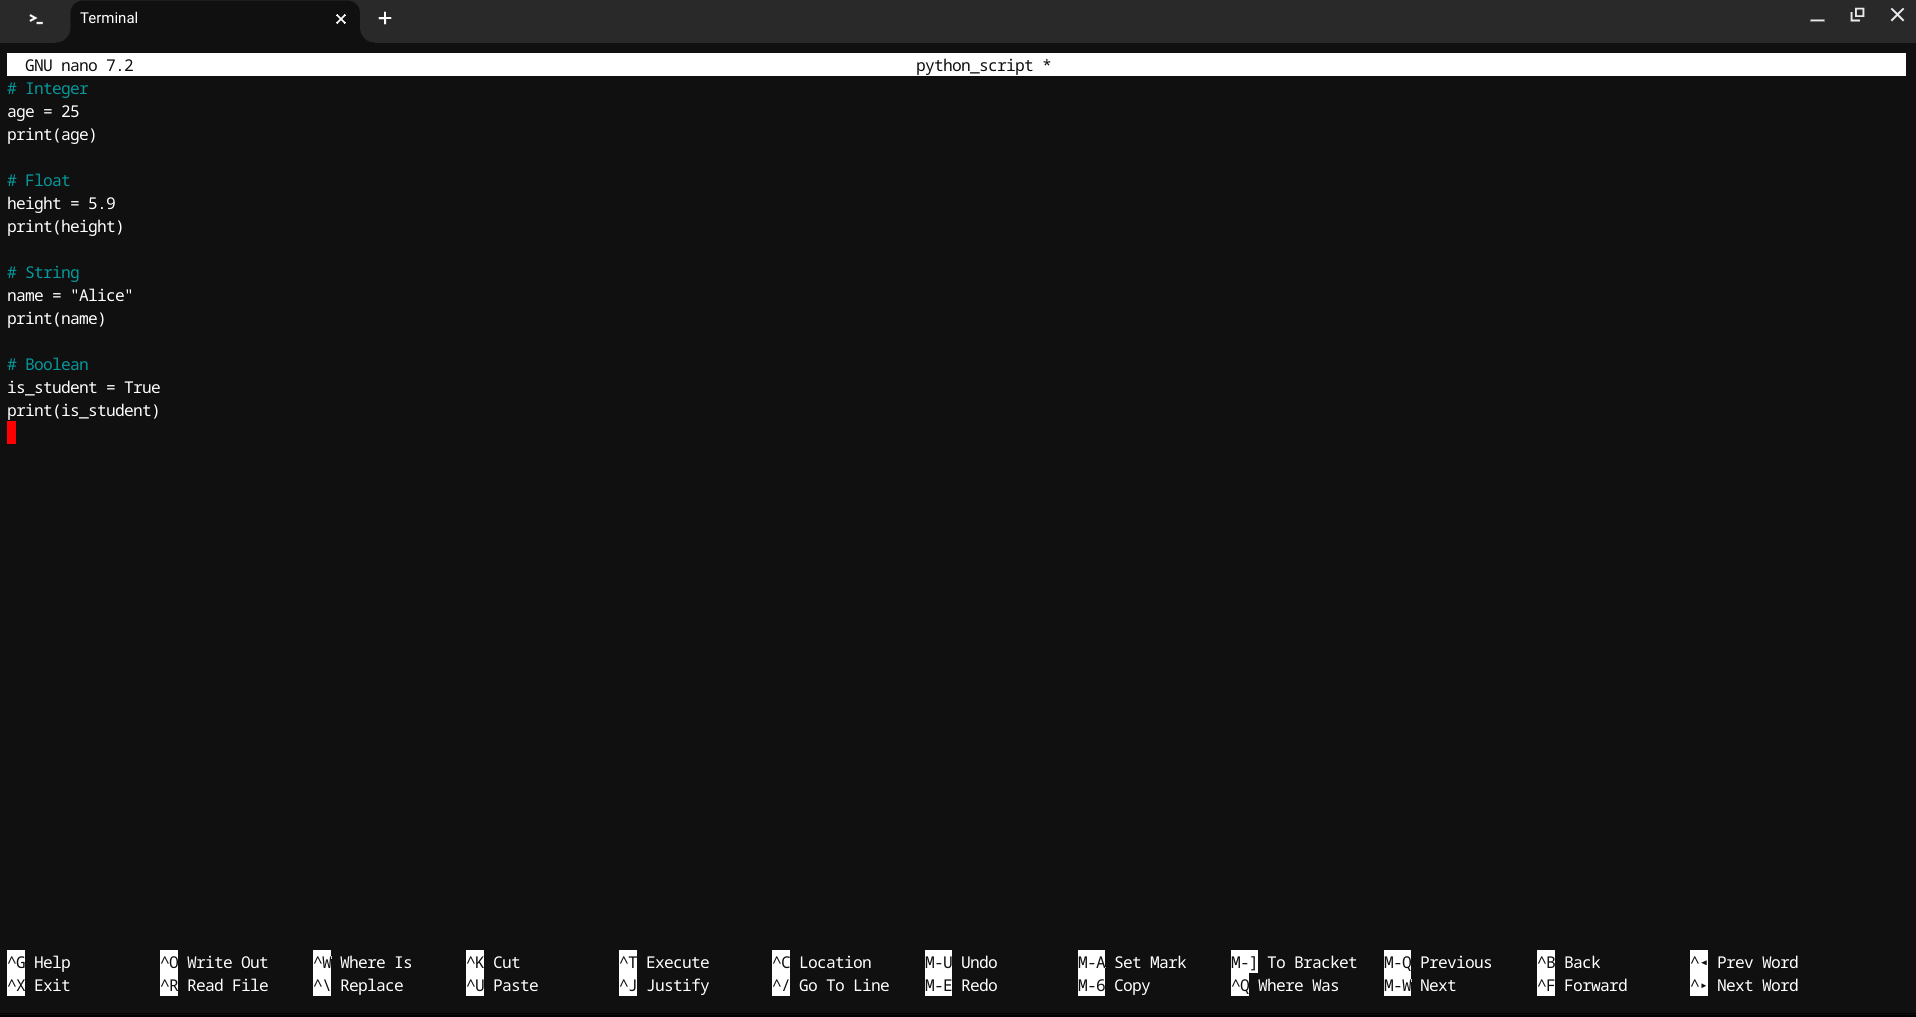 Terminal
GNU nano 7.2 python_script *
# Integer
age = 25
print(age)
# Float
height = 5.9
print(height)
# String
name = "Alice"
print(name)
# Boolean
is_student = True
print(is_student)
^G Help ^O Write Out ^W Where Is ^K Cut ^T Execute ^C Location M-U Undo M-A Set Mark M-] To Bracket M-Q Previous ^B Back ^◂ Prev Word
^X Exit ^R Read File ^\ Replace ^U Paste ^J Justify ^/ Go To Line M-E Redo M-6 Copy ^Q Where Was M-W Next ^F Forward ^▸ Next Word